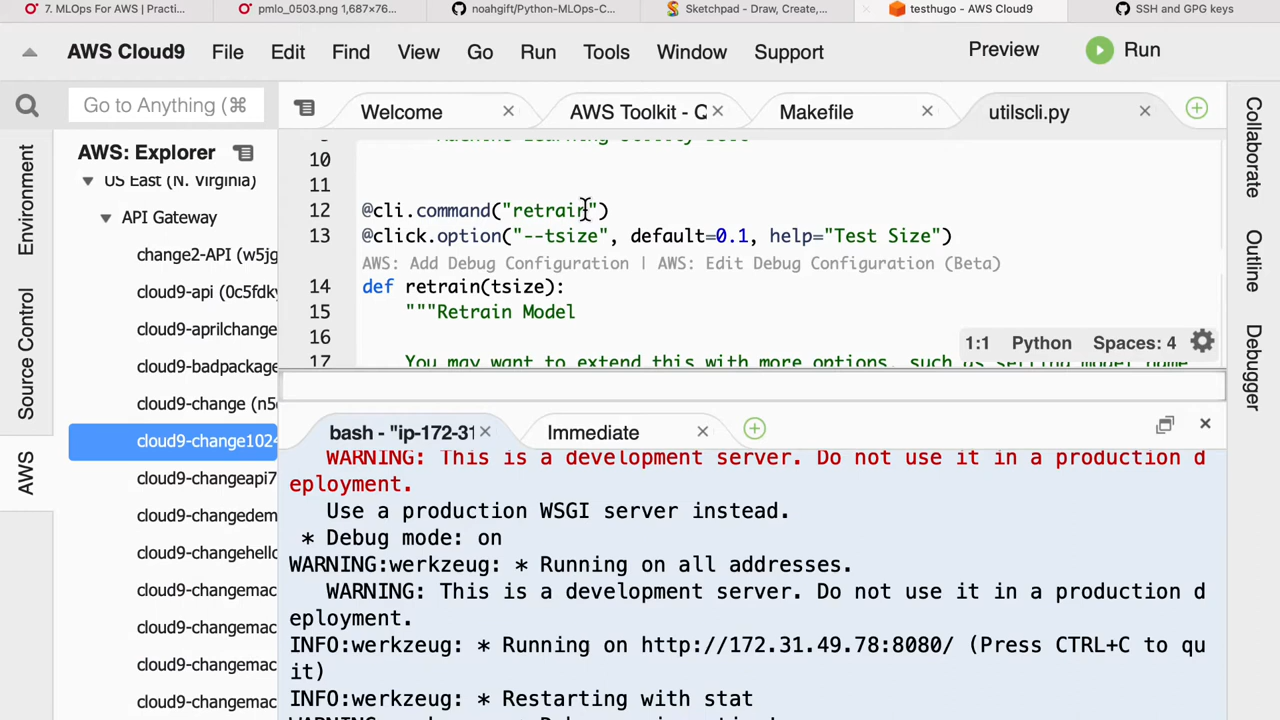 7. MLOps For AWS | Practi…
pmlo_0503.png 1,687×76…
noahgift/Python-MLOps-C…
Sketchpad - Draw, Create,…
testhugo - AWS Cloud9
SSH and GPG keys
AWS Cloud9 File Edit Find View Go Run Tools Window Support Preview Run
Go to Anything (⌘
Welcome
AWS Toolkit - Q
Makefile
utilscli.py
Environment
Source Control
AWS
AWS: Explorer
US East (N. Virginia)
API Gateway
change2-API (w5jg
cloud9-api (0c5fdky
cloud9-aprilchange
cloud9-badpackage
cloud9-change (n5
cloud9-change1024
cloud9-changeapi7
cloud9-changedem
cloud9-changehello
cloud9-changemac
cloud9-changemac
cloud9-changemac
cloud9-changemac
10
11
12 @cli.command("retrain")
13 @click.option("--tsize", default=0.1, help="Test Size")
AWS: Add Debug Configuration | AWS: Edit Debug Configuration (Beta)
14 def retrain(tsize):
15 """Retrain Model
16
17 You may want to extend this with more options, such as setting model name
1:1 Python Spaces: 4
bash - "ip-172-31
Immediate
WARNING: This is a development server. Do not use it in a production d
eployment.
Use a production WSGI server instead.
* Debug mode: on
WARNING:werkzeug: * Running on all addresses.
WARNING: This is a development server. Do not use it in a production d
eployment.
INFO:werkzeug: * Running on http://172.31.49.78:8080/ (Press CTRL+C to qu
it)
INFO:werkzeug: * Restarting with stat
Collaborate
Outline
Debugger